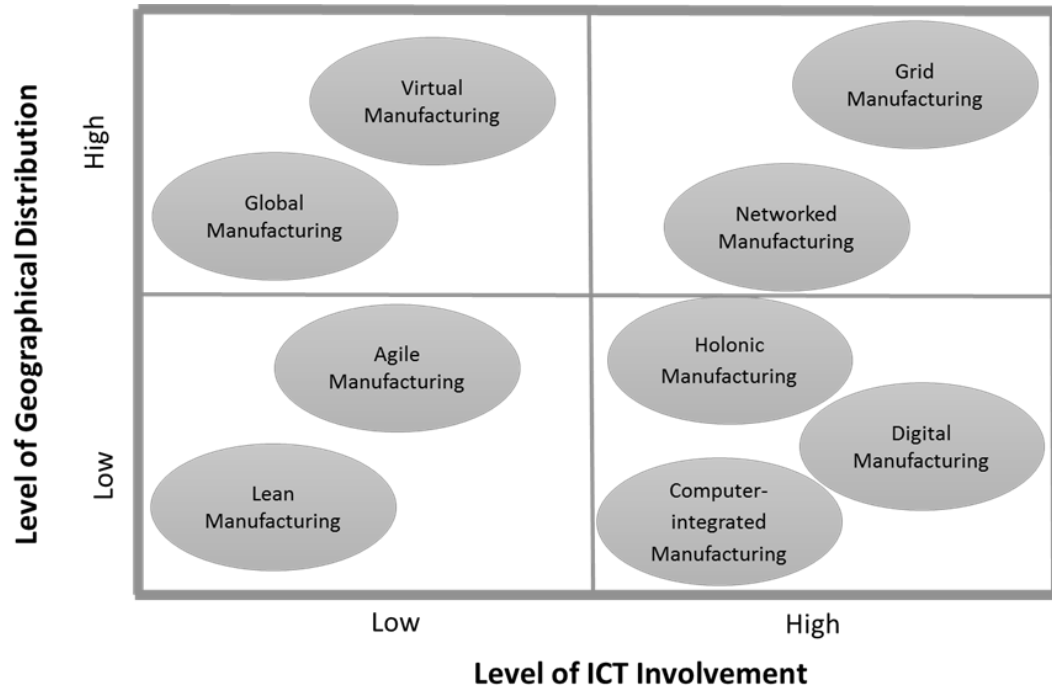 Level of Geographical Distribution
High
Low
Virtual
Manufacturing
Global
Manufacturing
Grid
Manufacturing
Networked
Manufacturing
Agile
Manufacturing
Lean
Manufacturing
Holonic
Manufacturing
Digital
Manufacturing
Computer-
integrated
Manufacturing
Low
High
Level of ICT Involvement